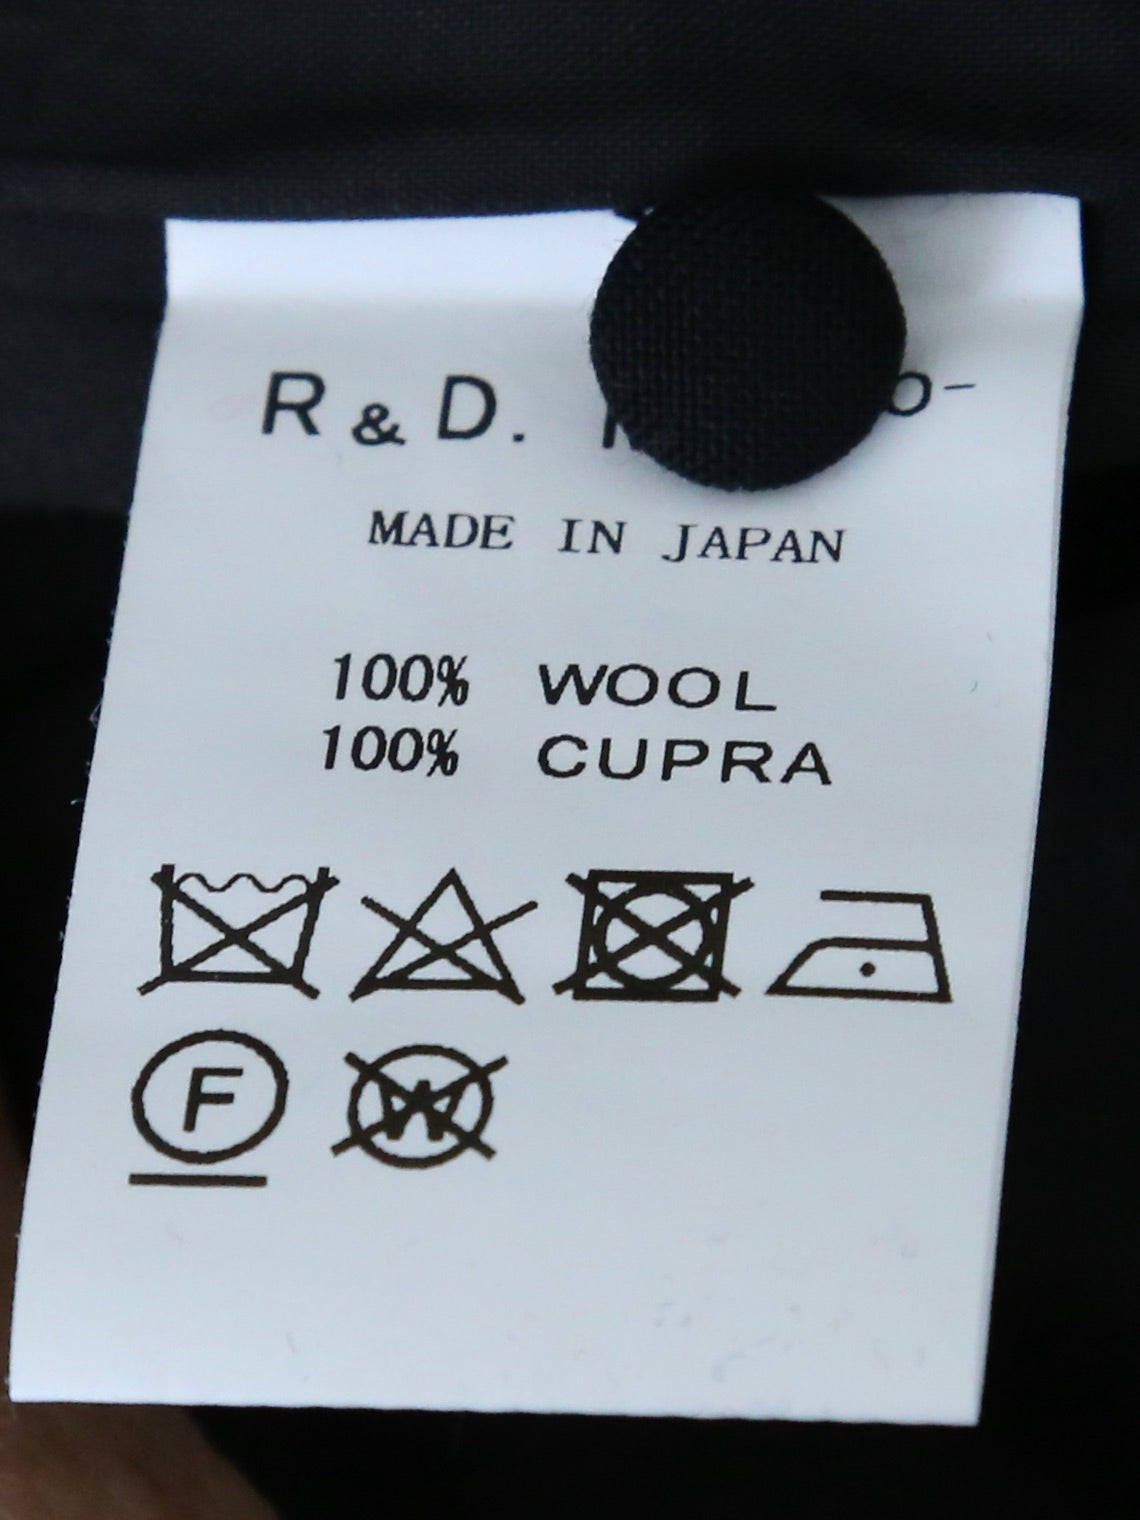 R & D.
MADE IN JAPAN
100% WOOL
100% CUPRA
F
W